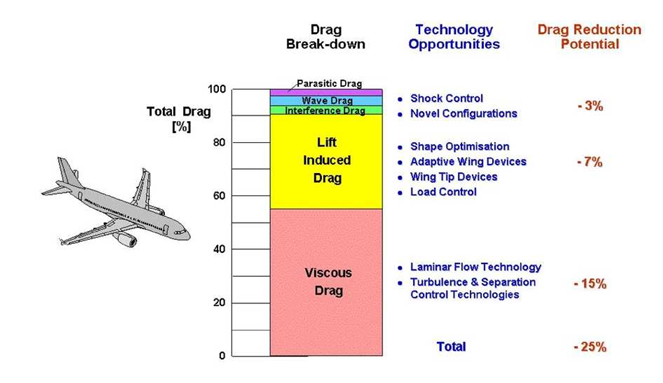 Drag
Break-down
Technology
Opportunities
Drag Reduction
Potential
Total Drag
[%]
100
80
60
40
20
0
Parasitic Drag
Wave Drag
Interference Drag
Lift
Induced
Drag
Viscous
Drag
• Shock Control
• Novel Configurations
- 3%
• Shape Optimisation
• Adaptive Wing Devices
• Wing Tip Devices
• Load Control
- 7%
• Laminar Flow Technology
• Turbulence & Separation
Control Technologies
- 15%
Total
- 25%